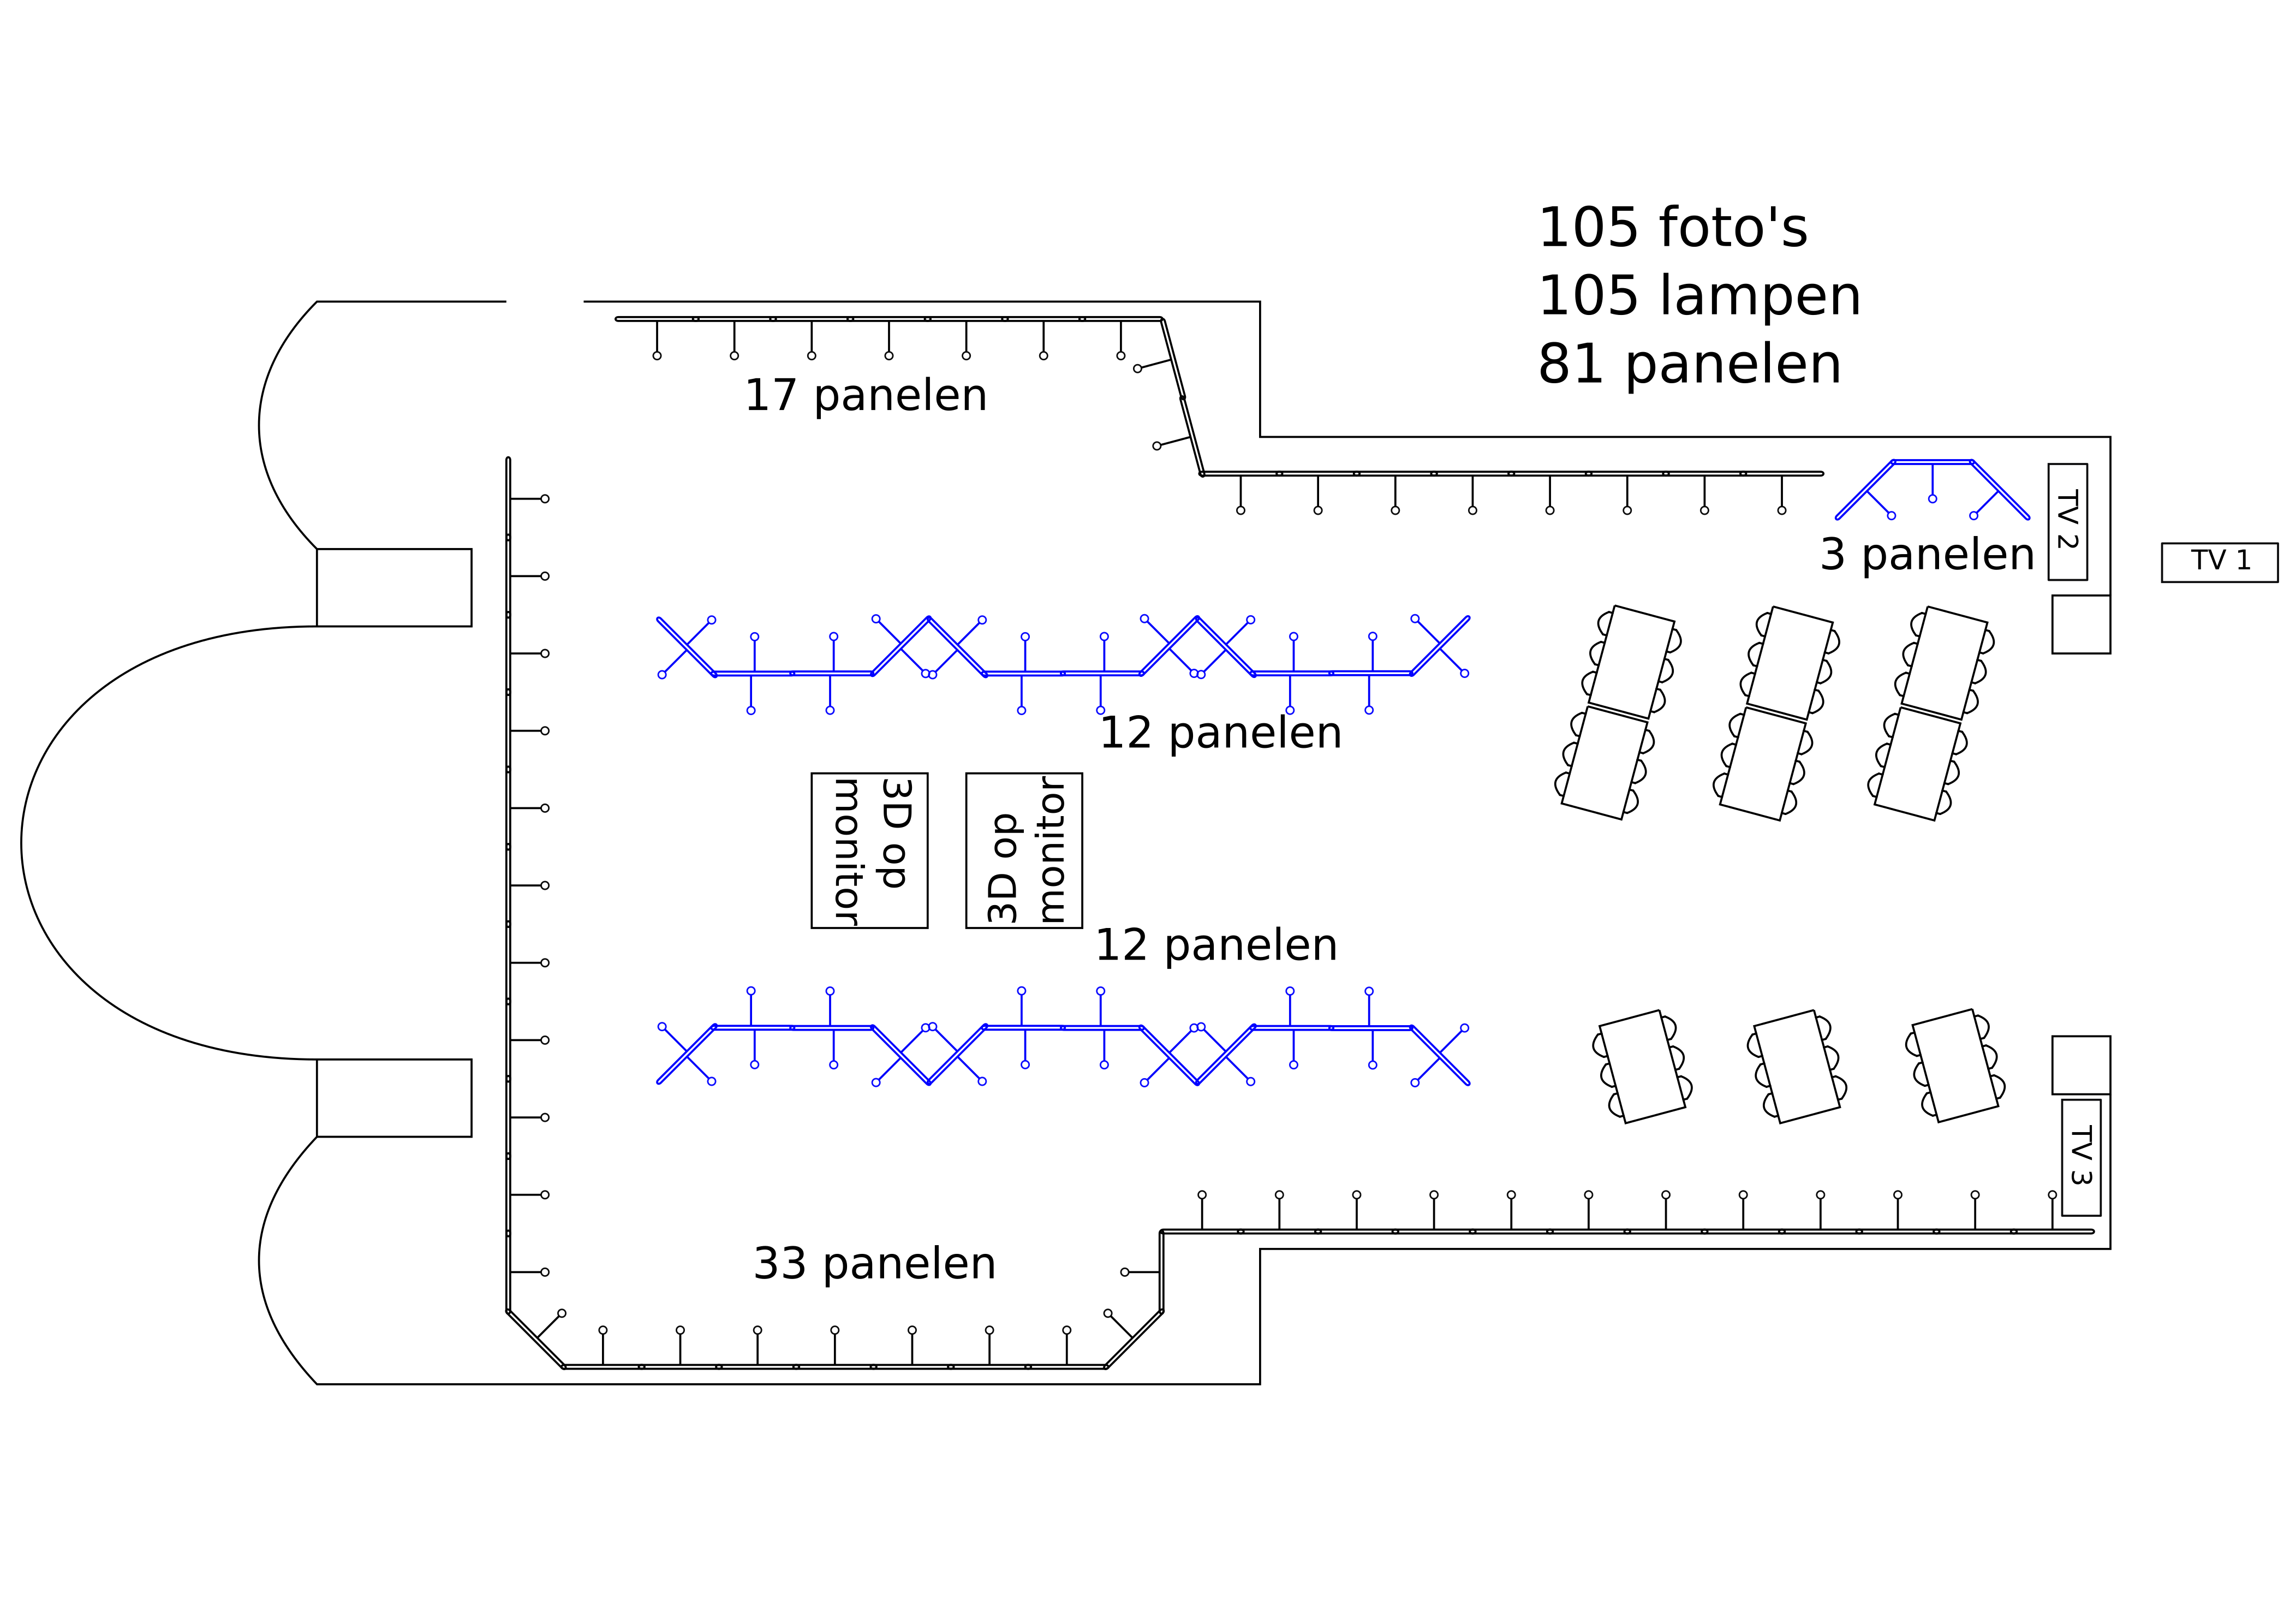 105 foto's
105 lampen
81 panelen
17 panelen
3 panelen
TV 2
TV 1
12 panelen
3D op
monitor
3D op
monitor
12 panelen
TV 3
33 panelen